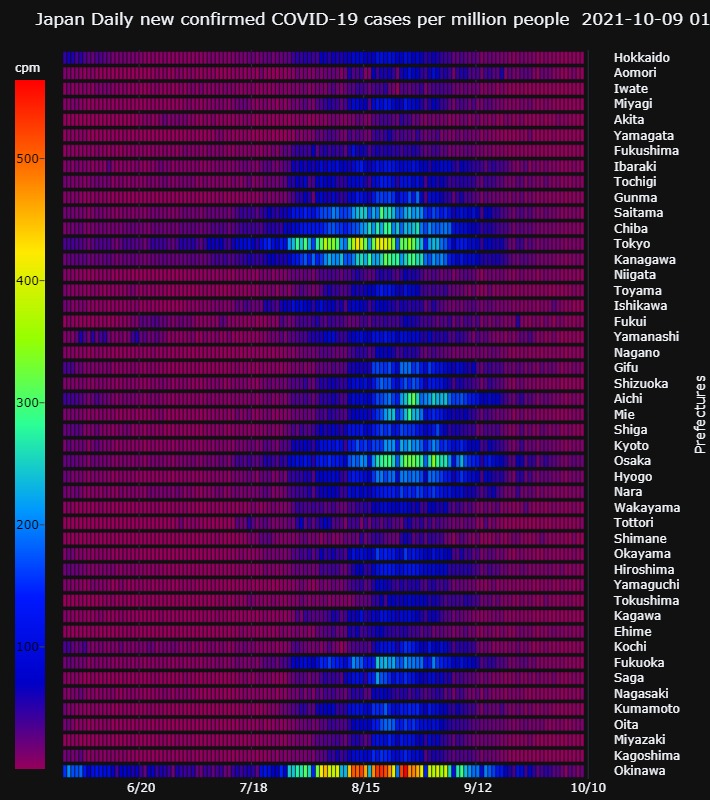 Japan Daily new confirmed COVID-19 cases per million people 2021-10-09 01
cpm
500
400
300
200
100
Hokkaido
Aomori
Iwate
Miyagi
Akita
Yamagata
Fukushima
Ibaraki
Tochigi
Gunma
Saitama
Chiba
Tokyo
Kanagawa
Niigata
Toyama
Ishikawa
Fukui
Yamanashi
Nagano
Gifu
Shizuoka
Aichi
Mie
Shiga
Kyoto
Osaka
Hyogo
Nara
Wakayama
Tottori
Shimane
Okayama
Hiroshima
Yamaguchi
Tokushima
Kagawa
Ehime
Kochi
Fukuoka
Saga
Nagasaki
Kumamoto
Oita
Miyazaki
Kagoshima
Okinawa
Prefectures
6/20 7/18 8/15 9/12 10/10